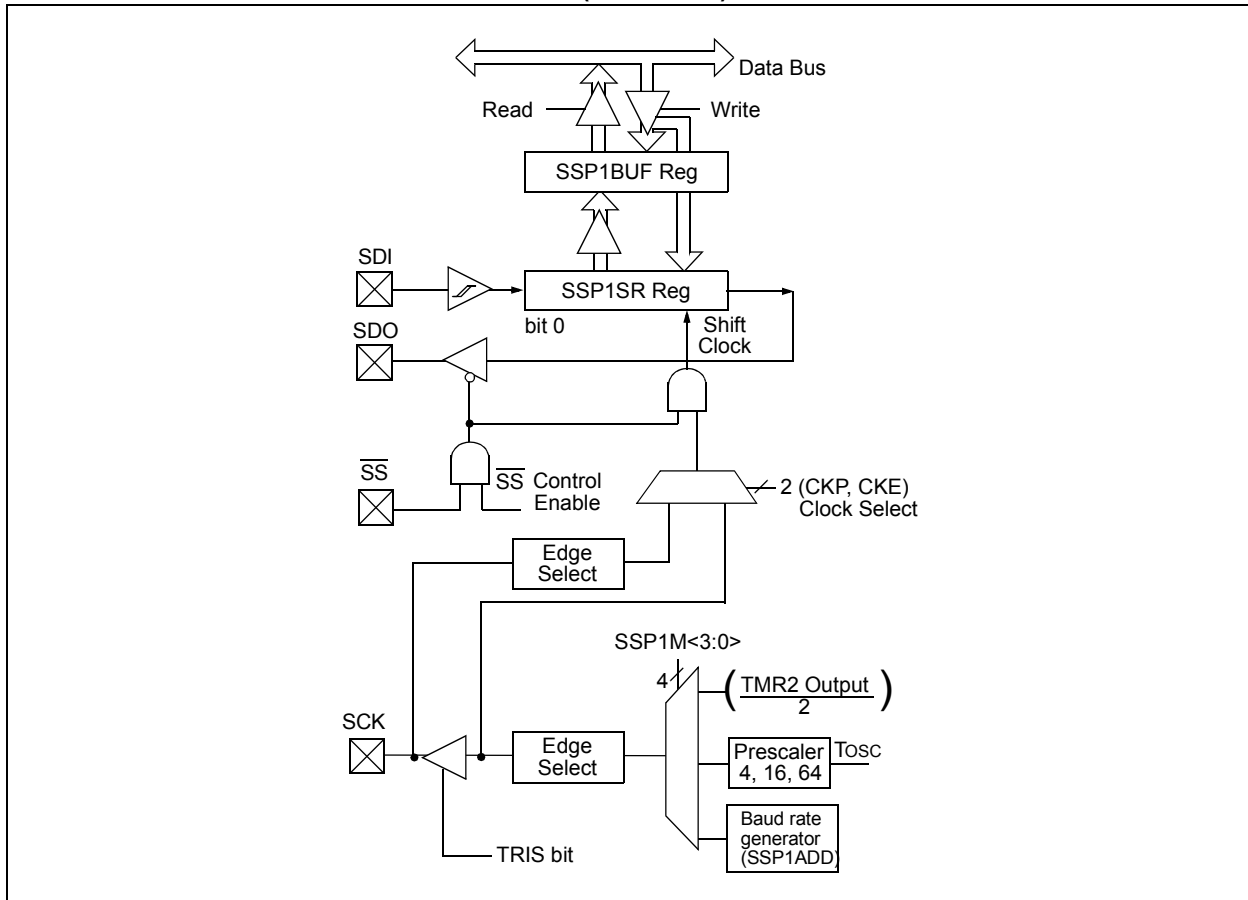 Data Bus
Read
Write
SSP1BUF Reg
SDI
SSP1SR Reg
bit 0
Shift
Clock
SDO
SS
SS Control
Enable
2 (CKP, CKE)
Clock Select
Edge
Select
SSP1M<3:0>
4
( TMR2 Output )
2
SCK
Edge
Select
Prescaler
4, 16, 64
TOSC
Baud rate
generator
(SSP1ADD)
TRIS bit